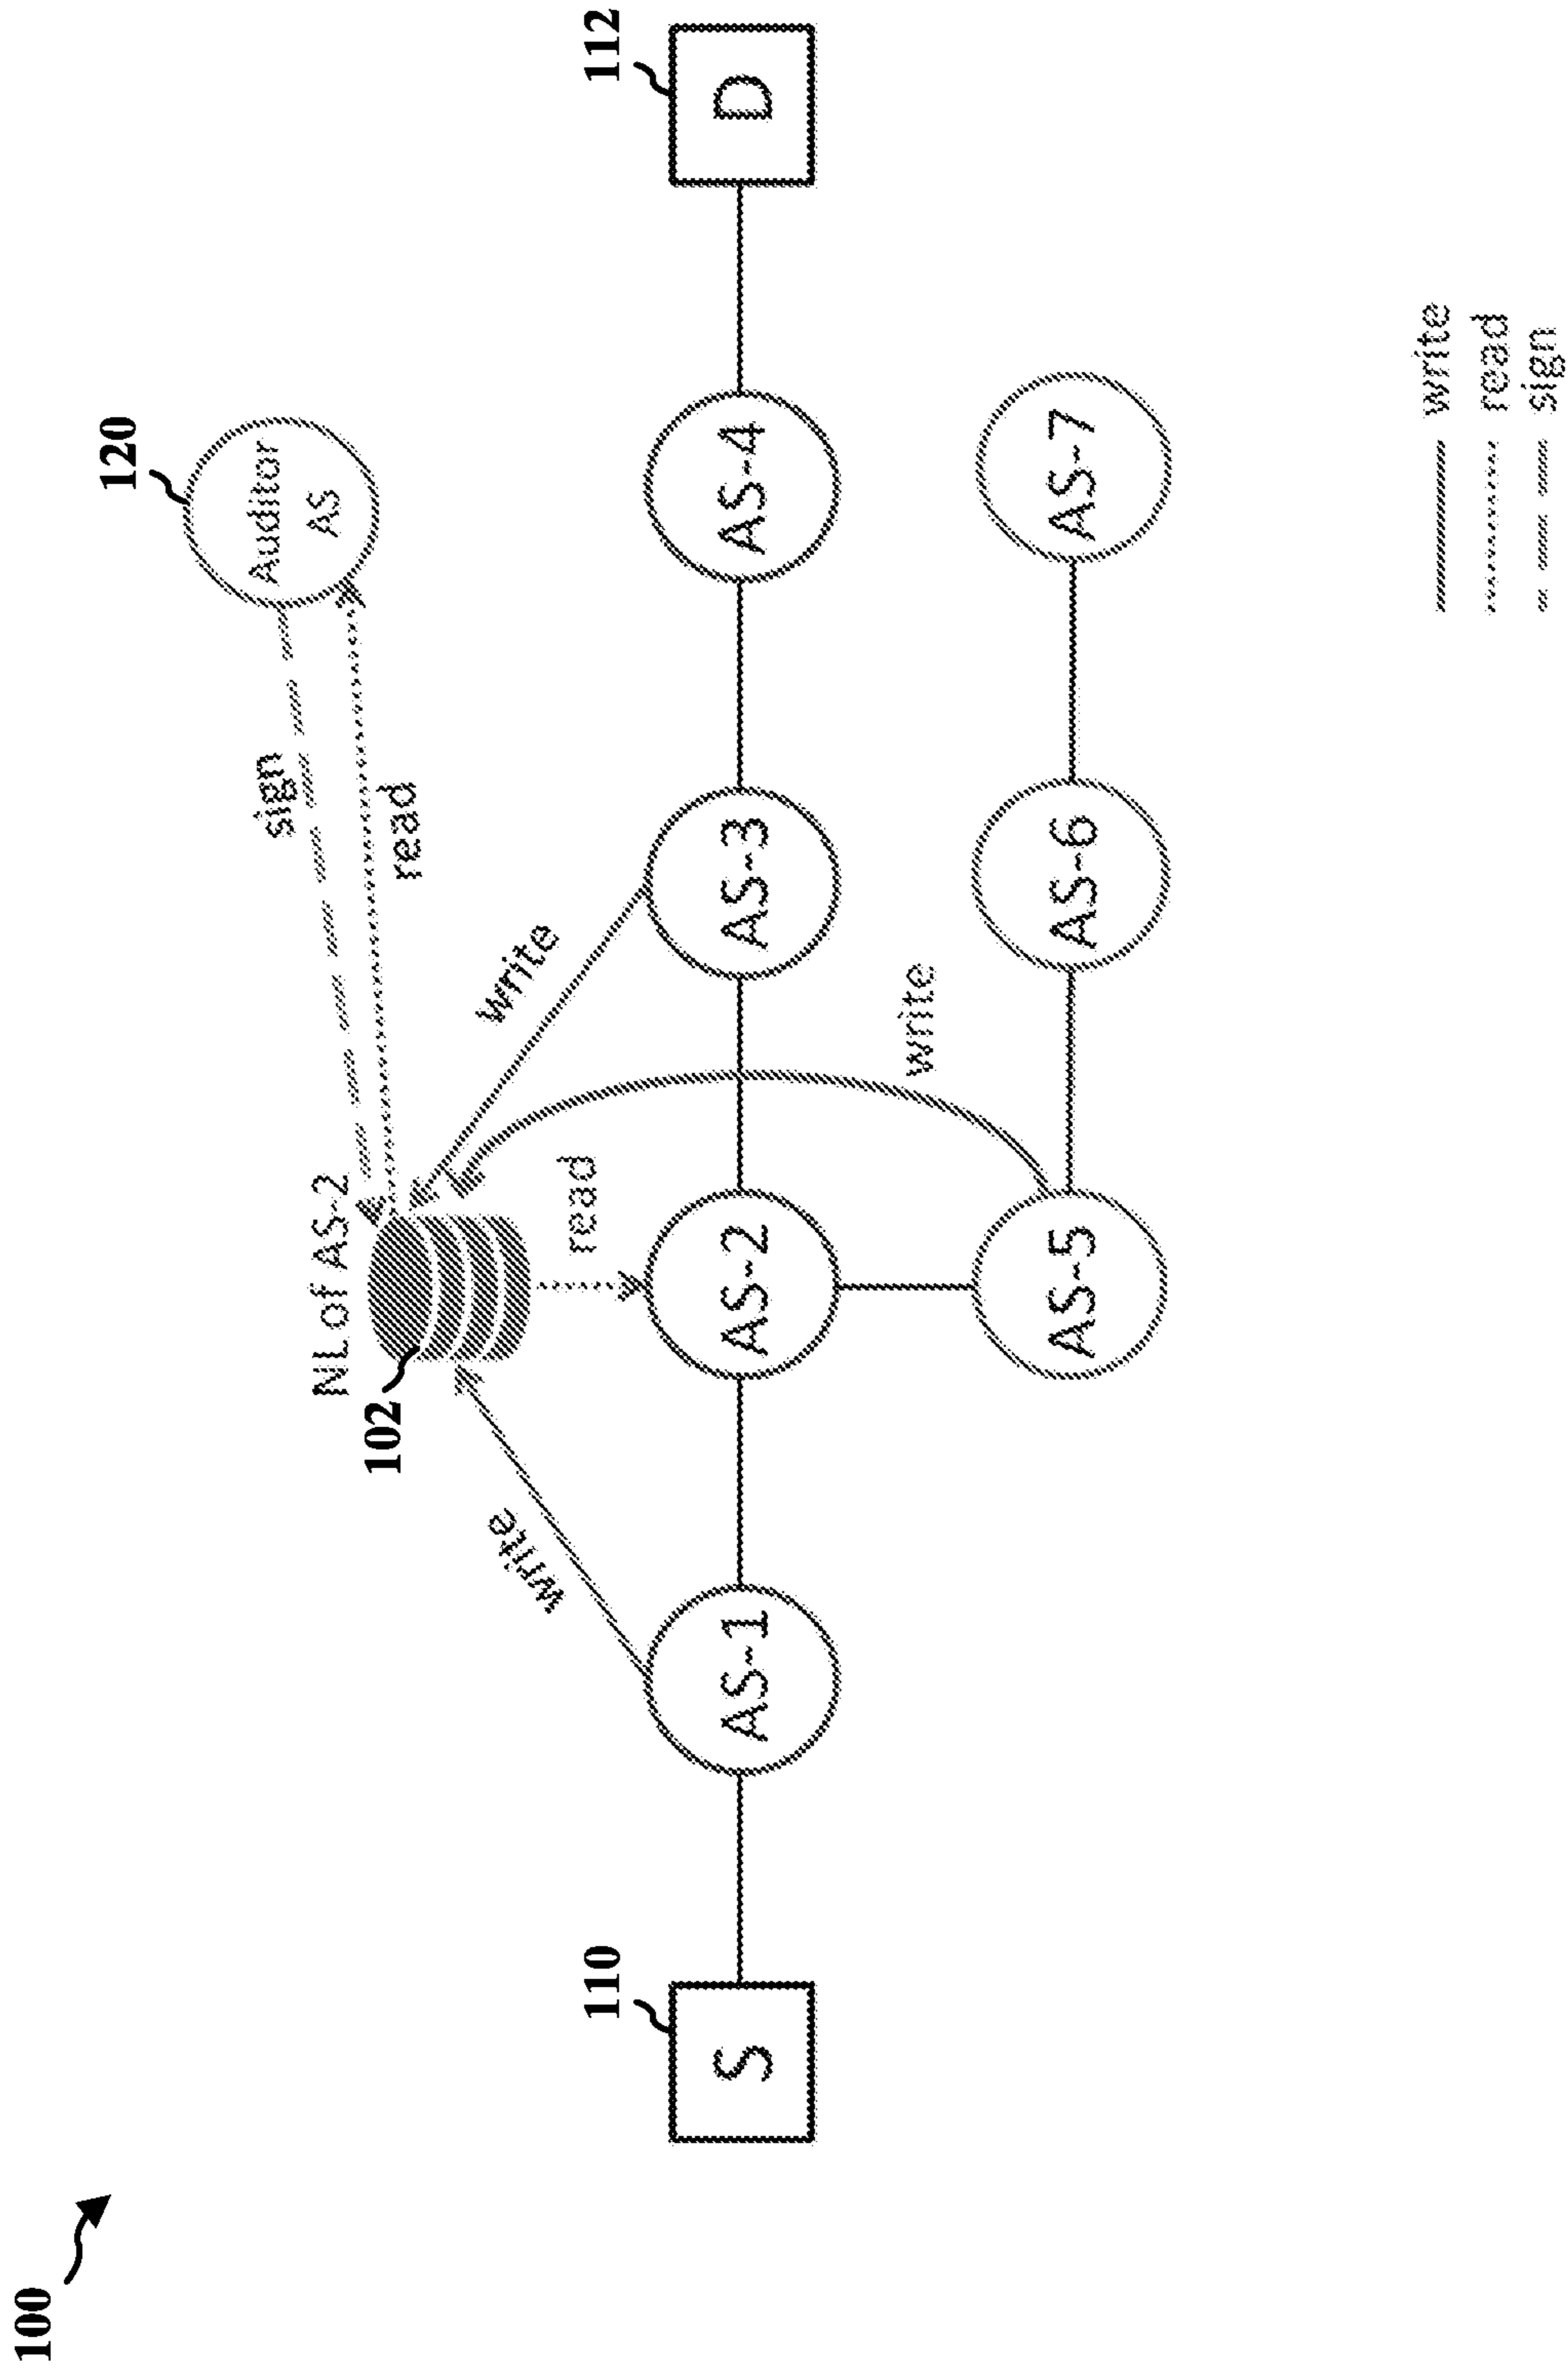 100
120
Auditor
AS
sign
read
NL of AS-2
102
write
write
read
write
110
112
S
AS-1
AS-2
AS-3
AS-4
D
AS-5
AS-6
AS-7
write
read
sign